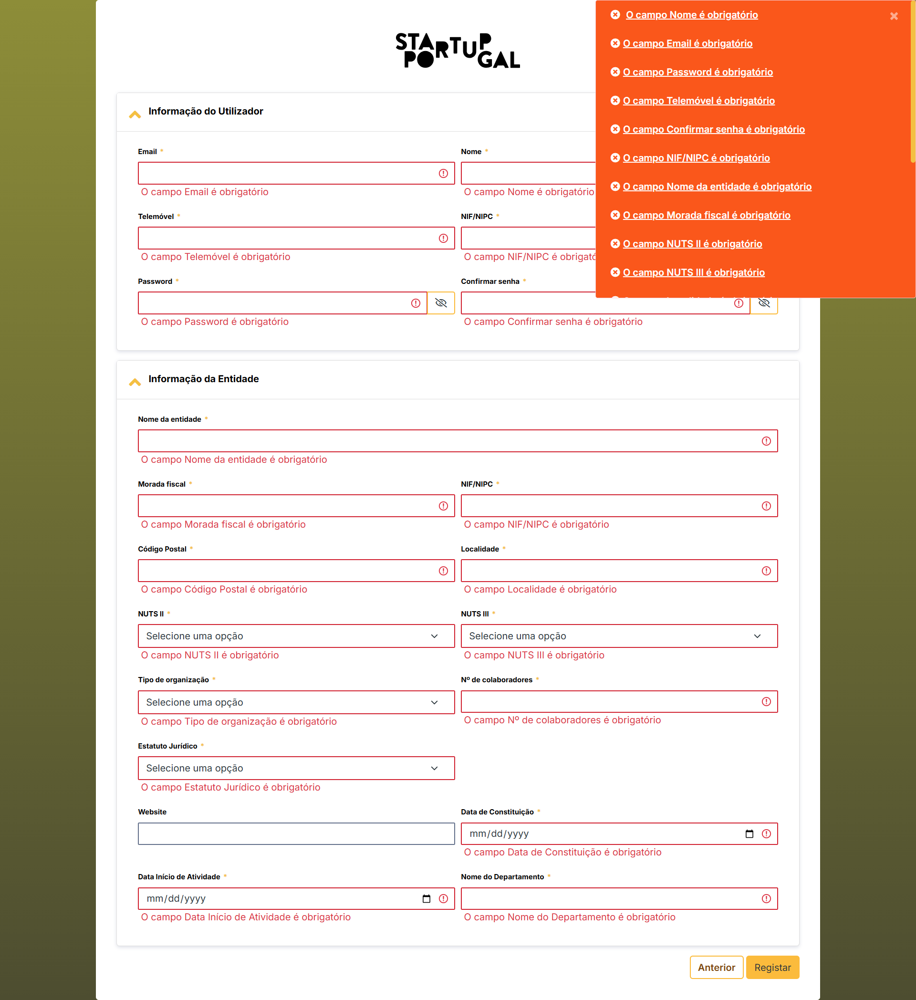 STARTUP
PORTUGAL
O campo Nome é obrigatório
O campo Email é obrigatório
O campo Password é obrigatório
O campo Telemóvel é obrigatório
O campo Confirmar senha é obrigatório
O campo NIF/NIPC é obrigatório
O campo Nome da entidade é obrigatório
O campo Morada fiscal é obrigatório
O campo NUTS II é obrigatório
O campo NUTS III é obrigatório
Informação do Utilizador
Email *
Nome *
O campo Email é obrigatório
O campo Nome é obrigatório
Telemóvel *
NIF/NIPC *
O campo Telemóvel é obrigatório
O campo NIF/NIPC é
Password *
Confirmar senha *
O campo Password é obrigatório
O campo Confirmar senha é obrigatório
Informação da Entidade
Nome da entidade *
O campo Nome da entidade é obrigatório
Morada fiscal *
NIF/NIPC *
O campo Morada fiscal é obrigatório
O campo NIF/NIPC é obrigatório
Código Postal *
Localidade *
O campo Código Postal é obrigatório
O campo Localidade é obrigatório
NUTS II *
NUTS III *
Selecione uma opção
Selecione uma opção
O campo NUTS II é obrigatório
O campo NUTS III é obrigatório
Tipo de organização *
Nº de colaboradores *
Selecione uma opção
O campo Tipo de organização é obrigatório
O campo Nº de colaboradores é obrigatório
Estatuto Jurídico *
Selecione uma opção
O campo Estatuto Jurídico é obrigatório
Website
Data de Constituição *
mm/dd/yyyy
O campo Data de Constituição é obrigatório
Data Início de Atividade *
Nome do Departamento *
mm/dd/yyyy
O campo Data Início de Atividade é obrigatório
O campo Nome do Departamento é obrigatório
Anterior
Registar